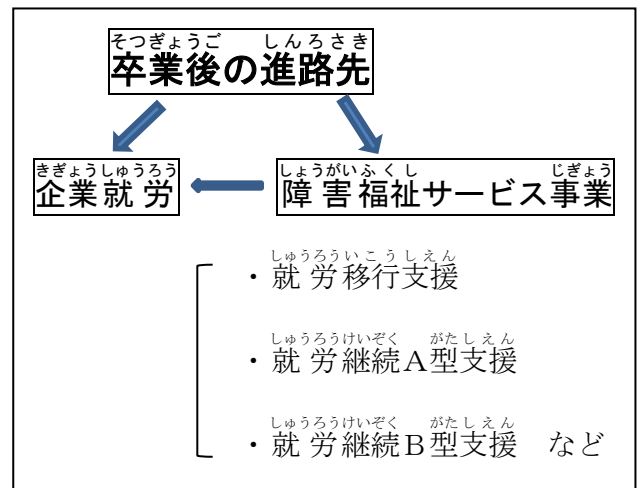 そつぎょうご しんろさき
卒業後の進路先
きぎょうしゅうろう しょうがいふくし じぎょう
企業就労 障害福祉サービス事業
しゅうろういこうしえん
・就労移行支援
しゅうろうけいぞく がたしえん
・就労継続A型支援
しゅうろうけいぞく がたしえん
・就労継続B型支援 など